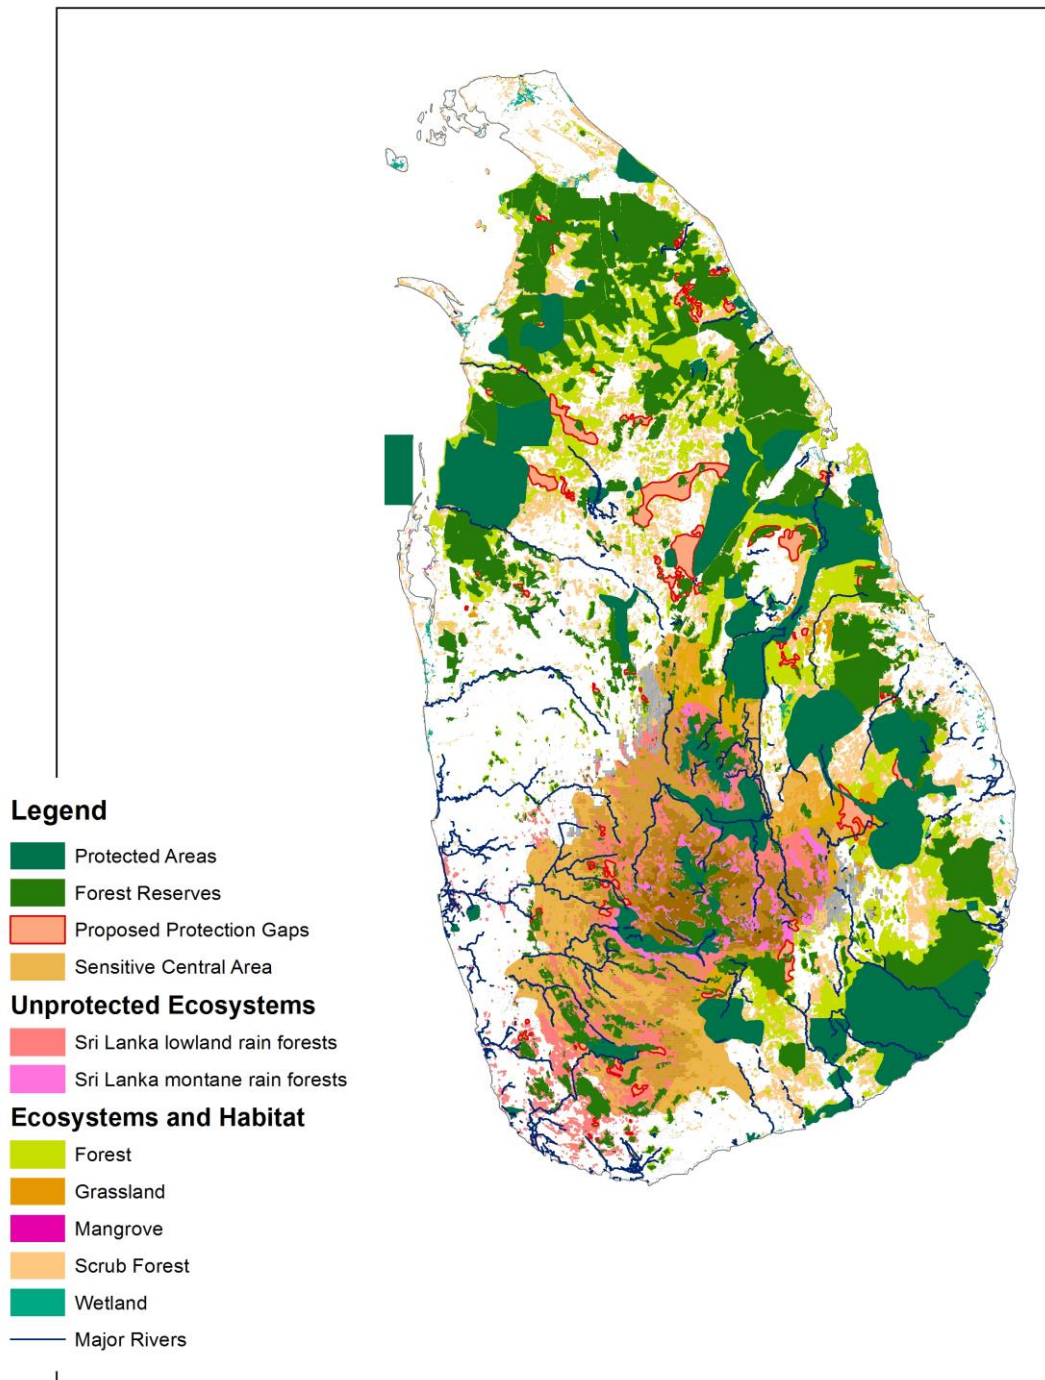 Legend
Protected Areas
Forest Reserves
Proposed Protection Gaps
Sensitive Central Area
Unprotected Ecosystems
Sri Lanka lowland rain forests
Sri Lanka montane rain forests
Ecosystems and Habitat
Forest
Grassland
Mangrove
Scrub Forest
Wetland
Major Rivers